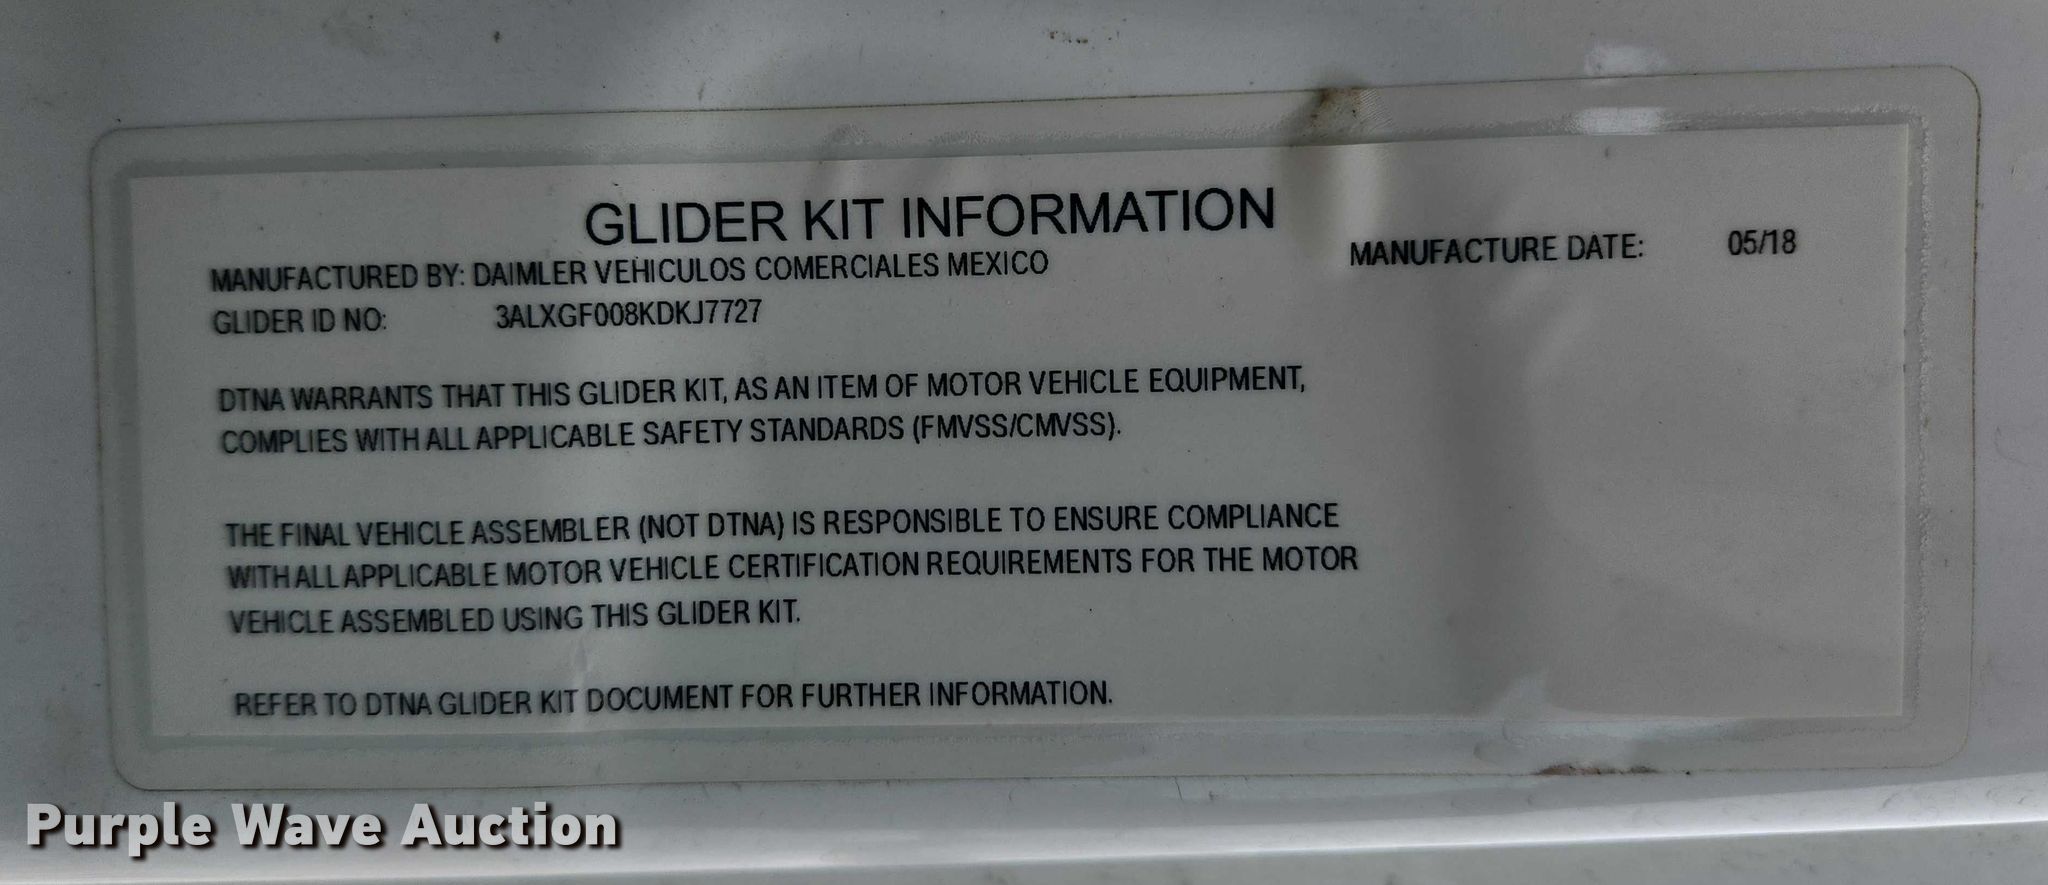 GLIDER KIT INFORMATION
MANUFACTURED BY: DAIMLER VEHICULOS COMERCIALES MEXICO MANUFACTURE DATE: 05/18
GLIDER ID NO: 3ALXGF008KDKJ7727
DTNA WARRANTS THAT THIS GLIDER KIT, AS AN ITEM OF MOTOR VEHICLE EQUIPMENT,
COMPLIES WITH ALL APPLICABLE SAFETY STANDARDS (FMVSS/CMVSS).
THE FINAL VEHICLE ASSEMBLER (NOT DTNA) IS RESPONSIBLE TO ENSURE COMPLIANCE
WITH ALL APPLICABLE MOTOR VEHICLE CERTIFICATION REQUIREMENTS FOR THE MOTOR
VEHICLE ASSEMBLED USING THIS GLIDER KIT.
REFER TO DTNA GLIDER KIT DOCUMENT FOR FURTHER INFORMATION.
Purple Wave Auction